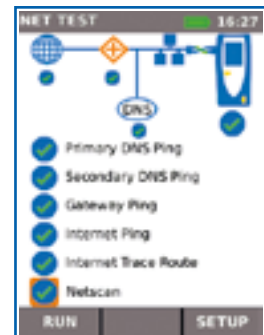 NET TEST 16:27
DNS
Primary DNS Ping
Secondary DNS Ping
Gateway Ping
Internet Ping
Internet Trace Route
Netscan
RUN SETUP